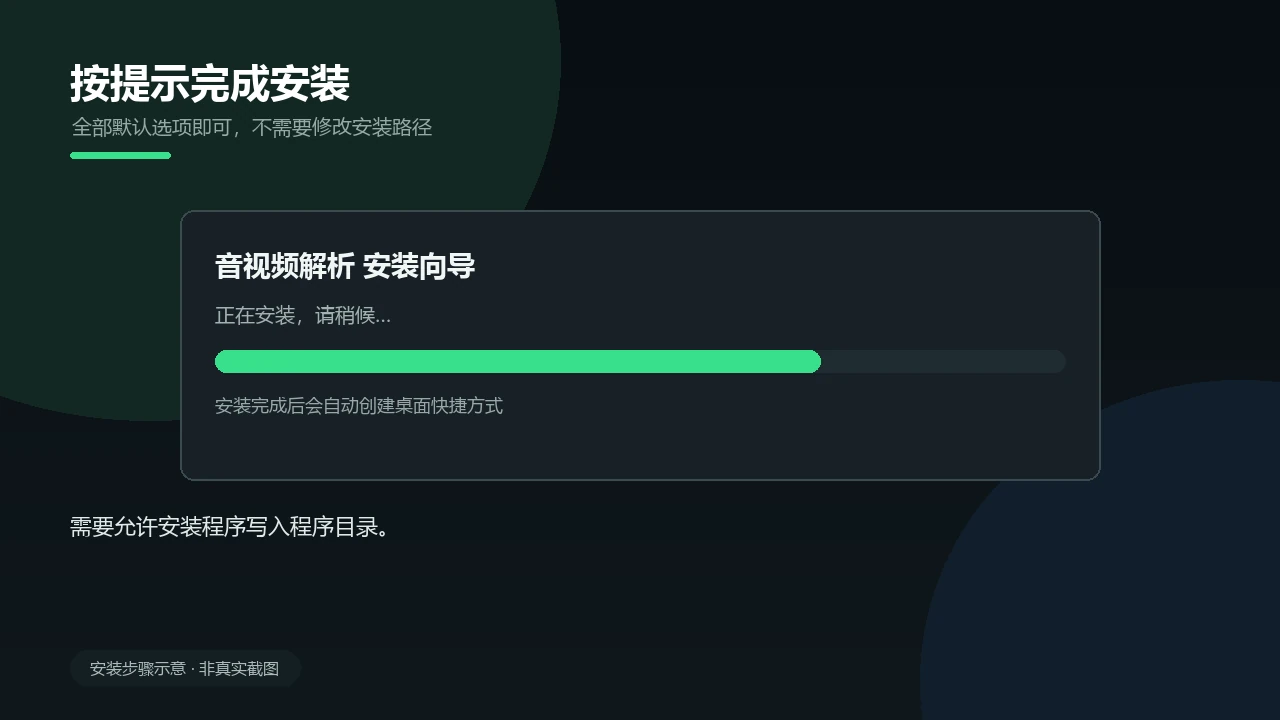 按提示完成安装
全部默认选项即可，不需要修改安装路径
音视频解析 安装向导
正在安装，请稍候...
安装完成后会自动创建桌面快捷方式
需要允许安装程序写入程序目录。
安装步骤示意 · 非真实截图